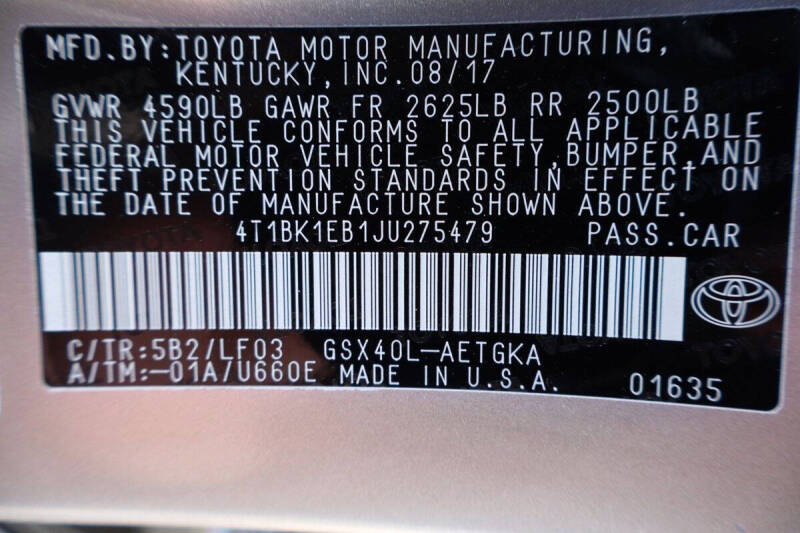 MFD. BY: TOYOTA MOTOR MANUFACTURING,
KENTUCKY, INC. 08/17
GVWR 4590LB GAWR FR 2625LB RR 2500LB
THIS VEHICLE CONFORMS TO ALL APPLICABLE
FEDERAL MOTOR VEHICLE SAFETY, BUMPER, AND
THEFT PREVENTION STANDARDS IN EFFECT ON
THE DATE OF MANUFACTURE SHOWN ABOVE.
4T1BK1EB1JU275479 PASS. CAR
C/TR:5B2/LF03 GSX40L-AETGKA
A/TM:-01A/U660E MADE IN U.S.A. 01635